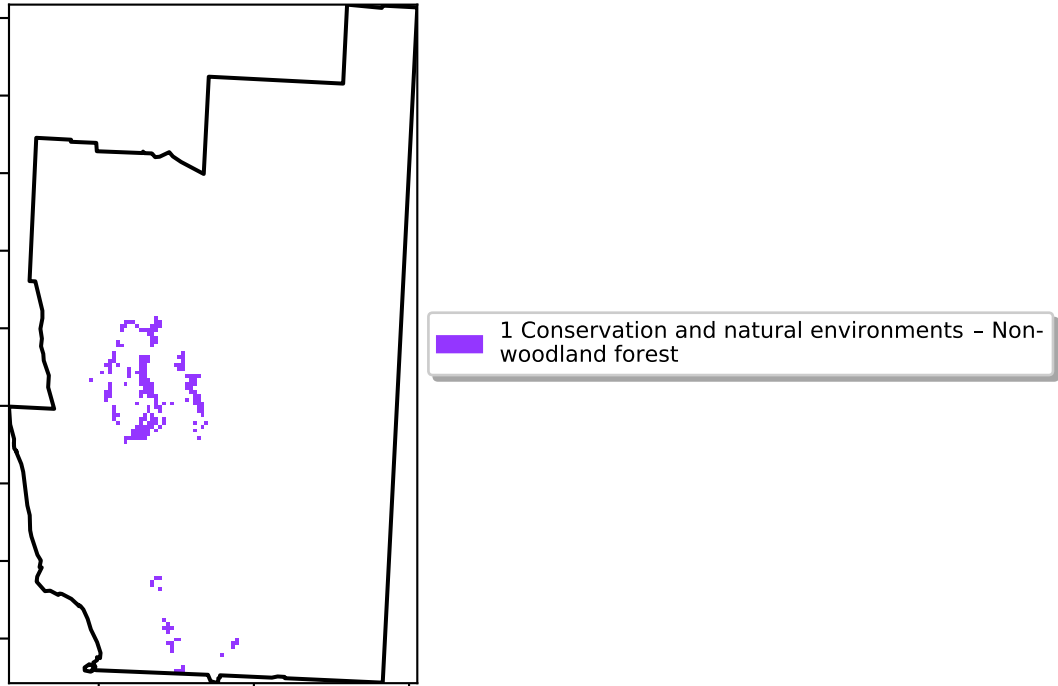 1 Conservation and natural environments – Non-
woodland forest